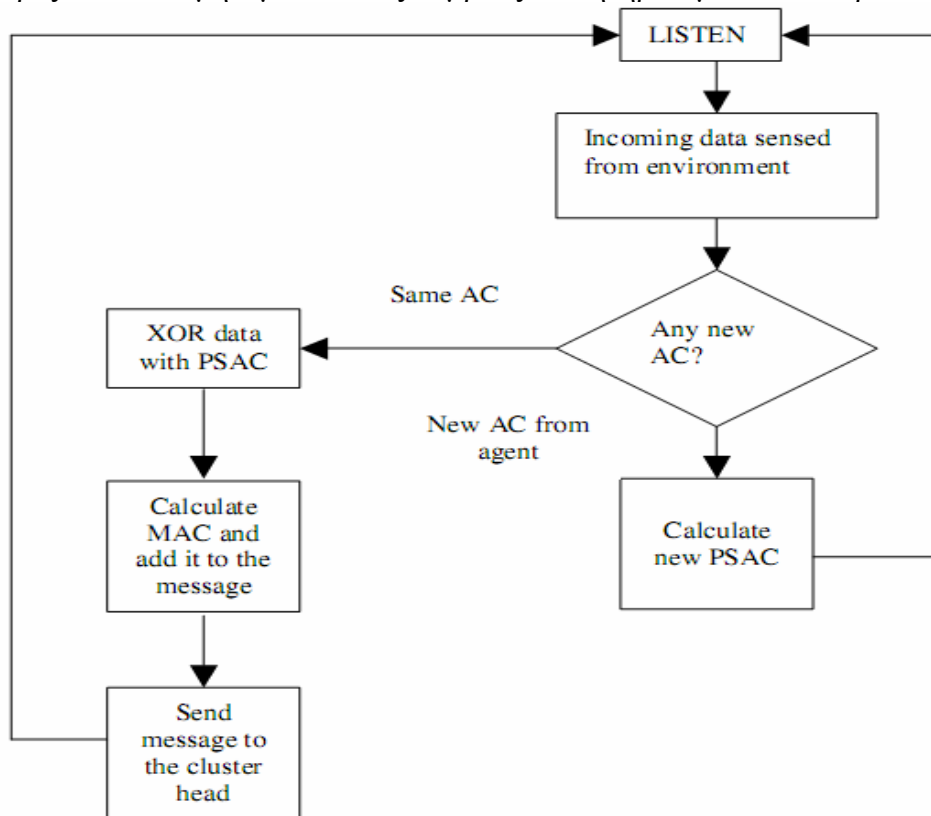 LISTEN
Incoming data sensed
from environment
Same AC
Any new
AC?
XOR data
with PSAC
New AC from
agent
Calculate
MAC and
add it to the
message
Calculate
new PSAC
Send
message to
the cluster
head